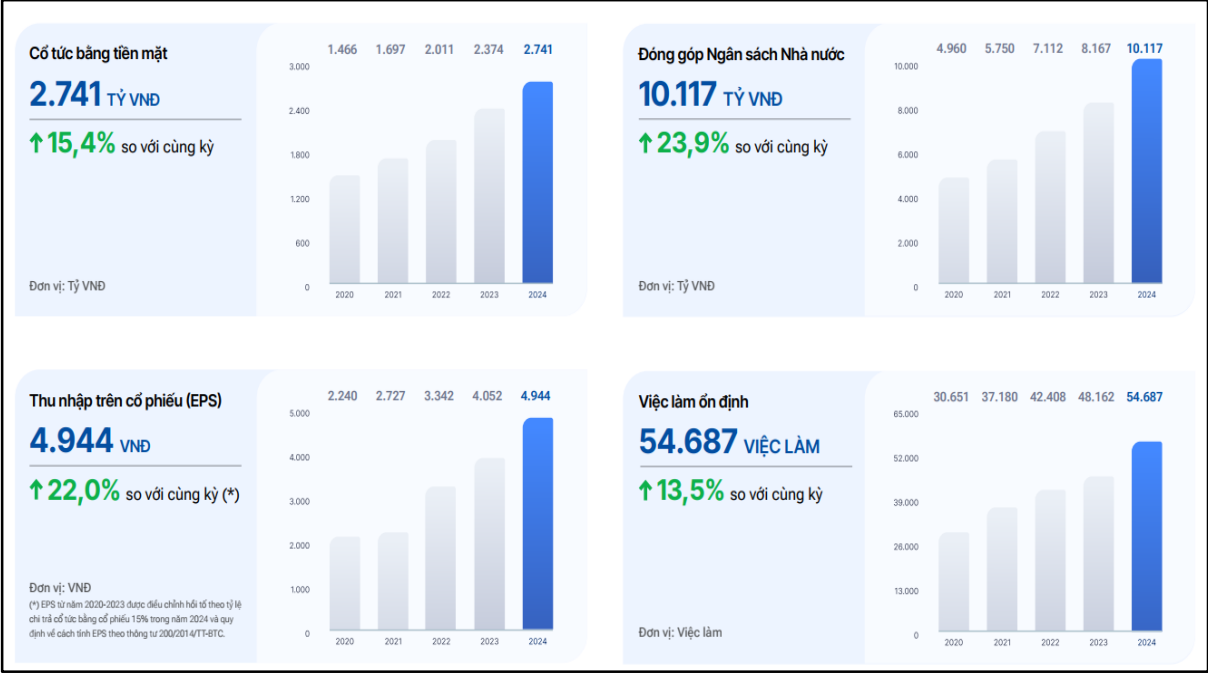 Cổ tức bằng tiền mặt
2.741 TỶ VNĐ
↑ 15,4% so với cùng kỳ
Đơn vị: Tỷ VNĐ
1.466 1.697 2.011 2.374 2.741
3.000
2.400
1.800
1.200
600
0
2020 2021 2022 2023 2024
Đóng góp Ngân sách Nhà nước
10.117 TỶ VNĐ
↑ 23,9% so với cùng kỳ
Đơn vị: Tỷ VNĐ
4.960 5.750 7.112 8.167 10.117
10.000
8.000
6.000
4.000
2.000
0
2020 2021 2022 2023 2024
Thu nhập trên cổ phiếu (EPS)
4.944 VNĐ
↑ 22,0% so với cùng kỳ (*)
Đơn vị: VNĐ
(*) EPS từ năm 2020-2023 được điều chỉnh hồi tố theo tỷ lệ
chi trả cổ tức bằng cổ phiếu 15% trong năm 2024 và quy
định về cách tính EPS theo thông tư 200/2014/TT-BTC.
2.240 2.727 3.342 4.052 4.944
5.000
4.000
3.000
2.000
1.000
0
2020 2021 2022 2023 2024
Việc làm ổn định
54.687 VIỆC LÀM
↑ 13,5% so với cùng kỳ
Đơn vị: Việc làm
30.651 37.180 42.408 48.162 54.687
65.000
52.000
39.000
26.000
13.000
0
2020 2021 2022 2023 2024